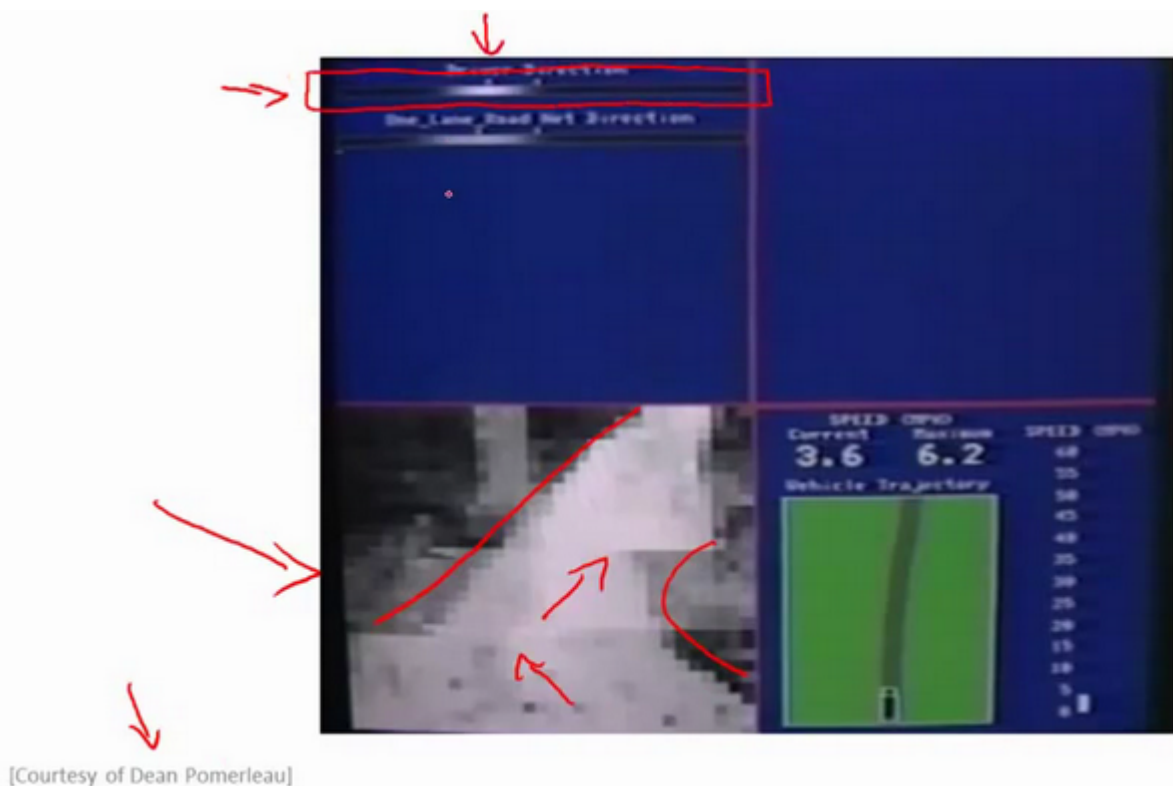 Driver Direction
One_Lane_Road Net Direction
SPEED (MPH)
Current Maximum
3.6 6.2
Vehicle Trajectory
SPEED (MPH)
60
55
50
45
40
35
30
25
20
15
10
5
0
[Courtesy of Dean Pomerleau]